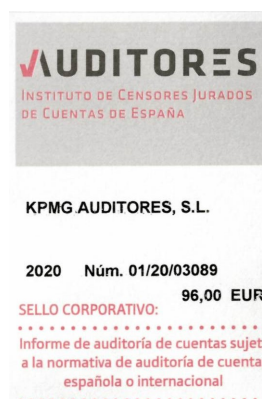 AUDITORES
INSTITUTO DE CENSORES JURADOS
DE CUENTAS DE ESPAÑA
KPMG AUDITORES, S.L.
2020 Núm. 01/20/03089
96,00 EUR
SELLO CORPORATIVO:
Informe de auditoría de cuentas sujet
a la normativa de auditoría de cuenta
española o internacional